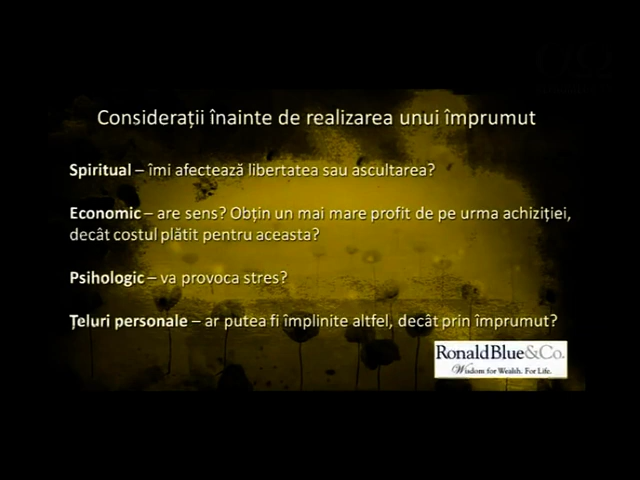 Considerații înainte de realizarea unui împrumut
Spiritual – îmi afectează libertatea sau ascultarea?
Economic – are sens? Obțin un mai mare profit de pe urma achiziției,
decât costul plătit pentru aceasta?
Psihologic – va provoca stres?
Țeluri personale – ar putea fi împlinite altfel, decât prin împrumut?
RonaldBlue&Co.
Wisdom for Wealth. For Life.